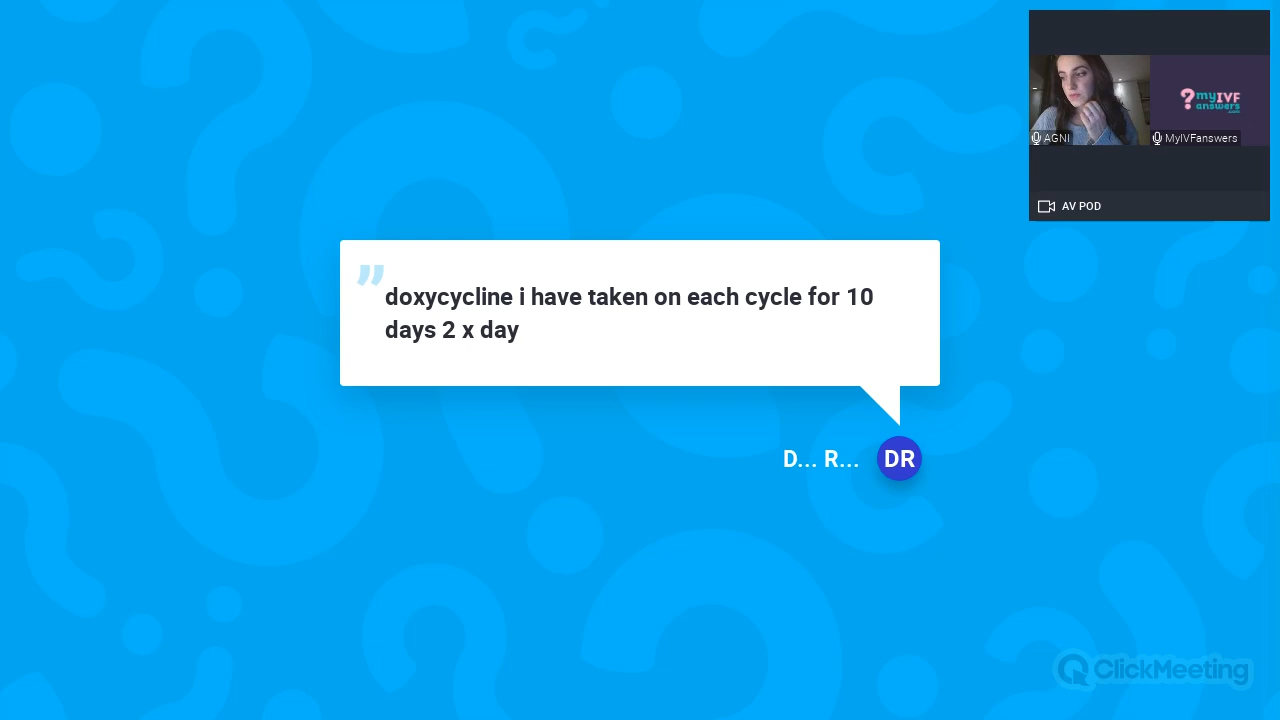 ? myIVF
answers
.com
AGNI
MyIVFanswers
AV POD
” doxycycline i have taken on each cycle for 10
days 2 x day
D... R... DR
ClickMeeting